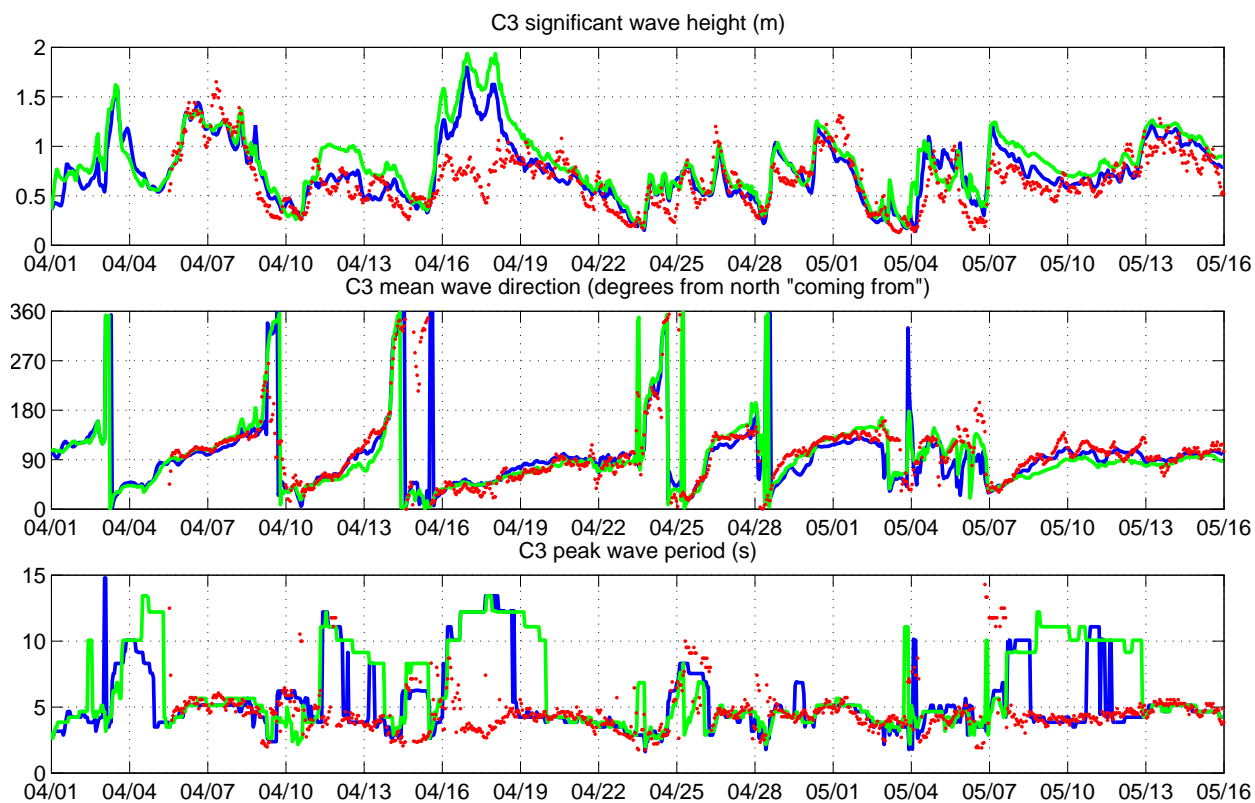 C3 significant wave height (m)
2
1.5
1
0.5
0
04/01 04/04 04/07 04/10 04/13 04/16 04/19 04/22 04/25 04/28 05/01 05/04 05/07 05/10 05/13 05/16
C3 mean wave direction (degrees from north "coming from")
360
270
180
90
0
04/01 04/04 04/07 04/10 04/13 04/16 04/19 04/22 04/25 04/28 05/01 05/04 05/07 05/10 05/13 05/16
C3 peak wave period (s)
15
10
5
0
04/01 04/04 04/07 04/10 04/13 04/16 04/19 04/22 04/25 04/28 05/01 05/04 05/07 05/10 05/13 05/16